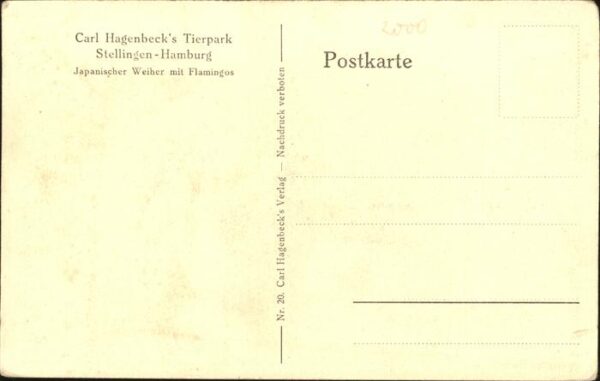 Carl Hagenbeck's Tierpark
Stellingen-Hamburg
Japanischer Weiher mit Flamingos
Nr. 20. Carl Hagenbeck's Verlag — Nachdruck verboten
2000
Postkarte